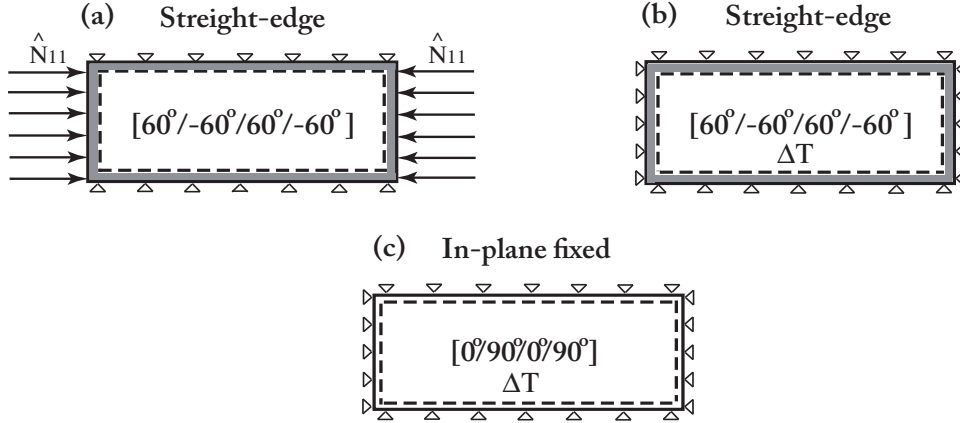 (a) Streight-edge
(b) Streight-edge
N̂11
N̂11
[60°/-60°/60°/-60°]
[60°/-60°/60°/-60°]
ΔT
(c) In-plane fixed
[0°/90°/0°/90°]
ΔT